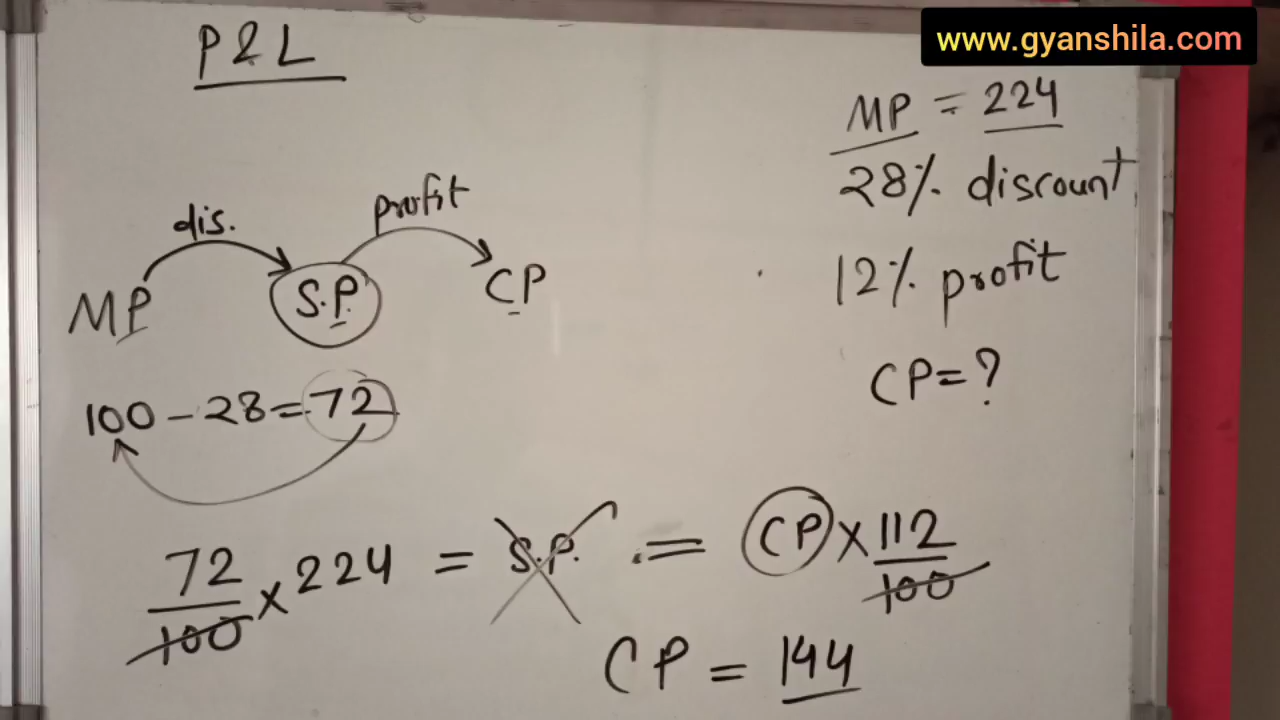 www.gyanshila.com
P & L
MP = 224
28% discount
12% profit
CP = ?
dis.
profit
MP
S.P.
CP
100 - 28 = 72
72/100 × 224 = S.P. = CP × 112/100
CP = 144